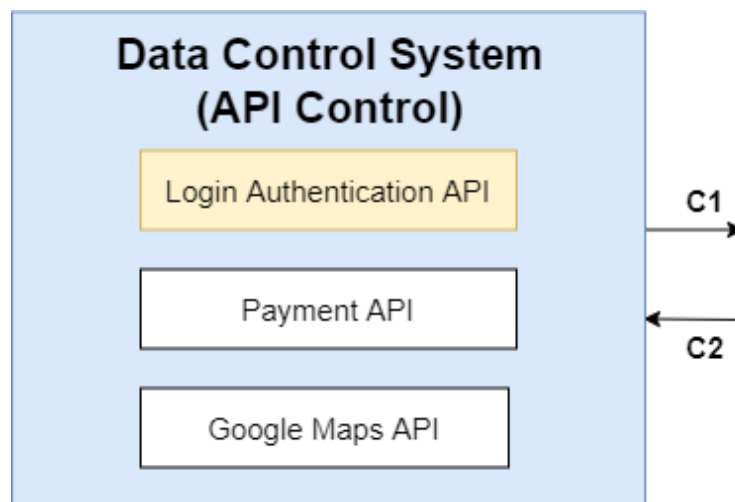 Data Control System
(API Control)
Login Authentication API
C1
Payment API
C2
Google Maps API